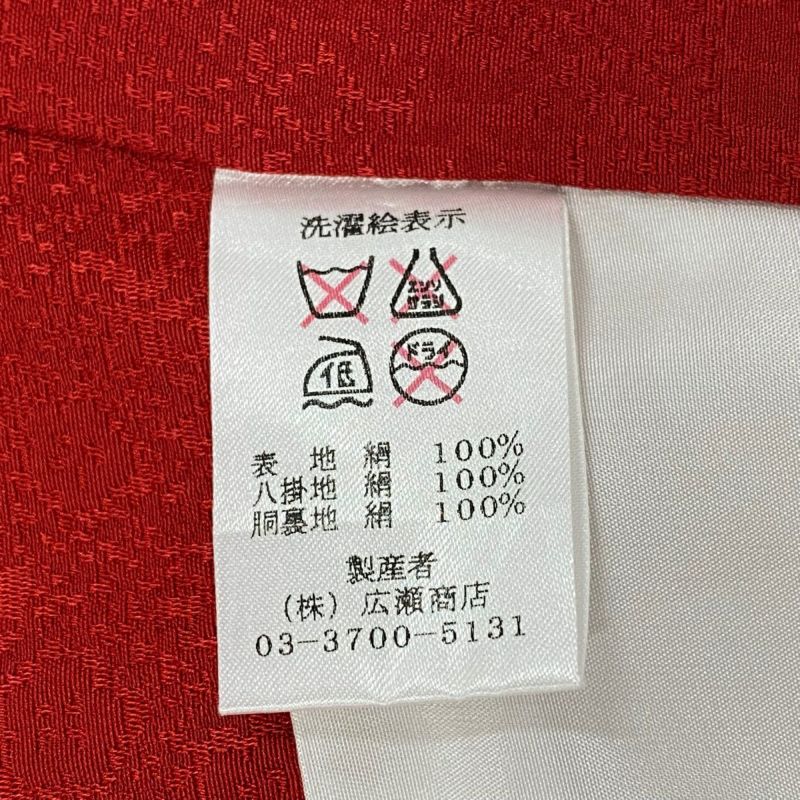 洗濯絵表示
エンソ
サラシ
低
ドライ
表 地 絹 100%
八掛地 絹 100%
胴裏地 絹 100%
製産者
(株) 広瀬商店
03-3700-5131